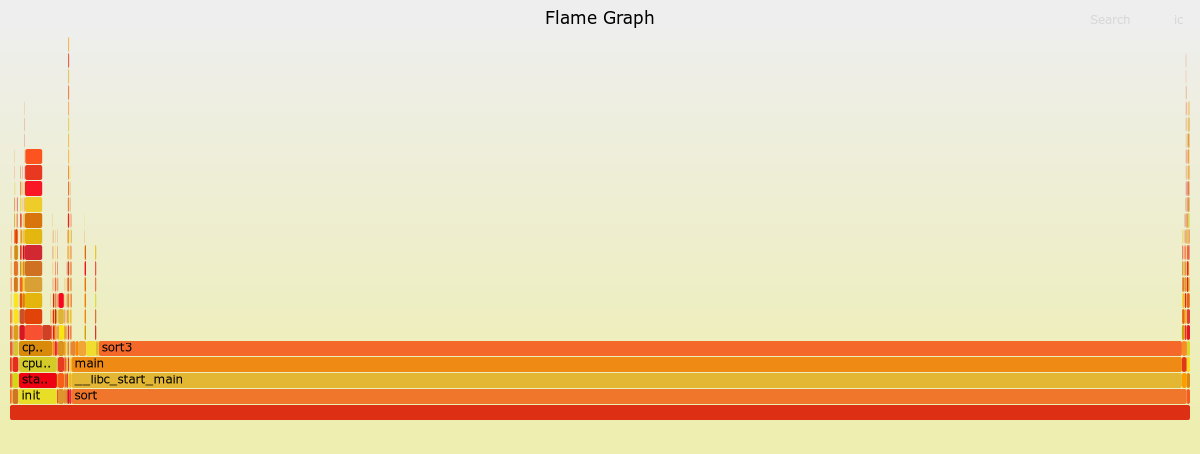 Flame Graph
Search ic
cp.. sort3
cpu.. main
sta.. __libc_start_main
init sort